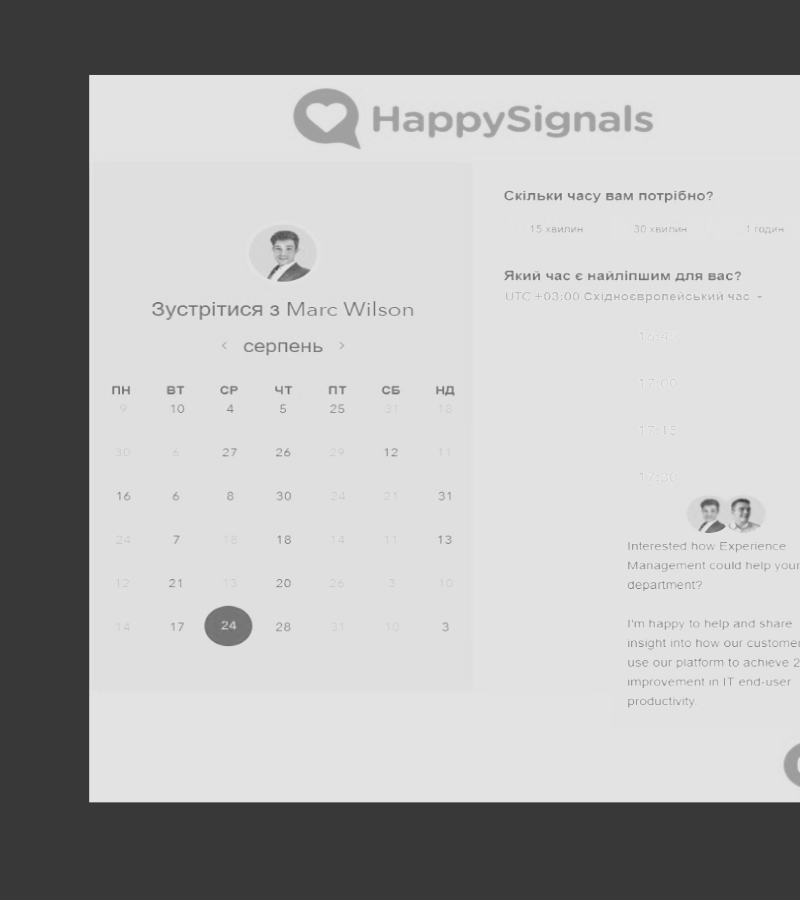 HappySignals
Зустрітися з Marc Wilson
< серпень >
ПН ВТ СР ЧТ ПТ СБ НД
9 10 4 5 25 31 18
30 6 27 26 29 12 11
16 6 8 30 24 21 31
24 7 18 18 14 11 13
12 21 13 20 26 3 10
14 17 24 28 31 10 3
Скільки часу вам потрібно?
15 хвилин 30 хвилин 1 годин
Який час є найліпшим для вас?
UTC +03:00 Східноєвропейський час
16:45
17:00
17:15
17:30
Interested how Experience
Management could help your
department?
I'm happy to help and share
insight into how our customer
use our platform to achieve 2
improvement in IT end-user
productivity.